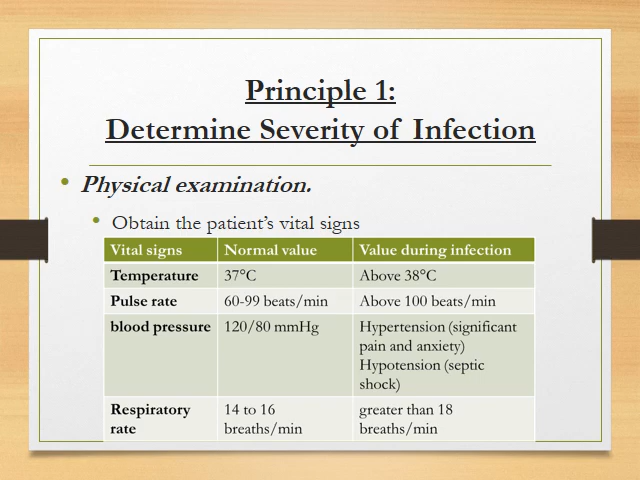 Principle 1:
Determine Severity of Infection
Physical examination.
Obtain the patient's vital signs
Vital signs Normal value Value during infection
Temperature 37°C Above 38°C
Pulse rate 60-99 beats/min Above 100 beats/min
blood pressure 120/80 mmHg Hypertension (significant
pain and anxiety)
Hypotension (septic
shock)
Respiratory 14 to 16 greater than 18
rate breaths/min breaths/min